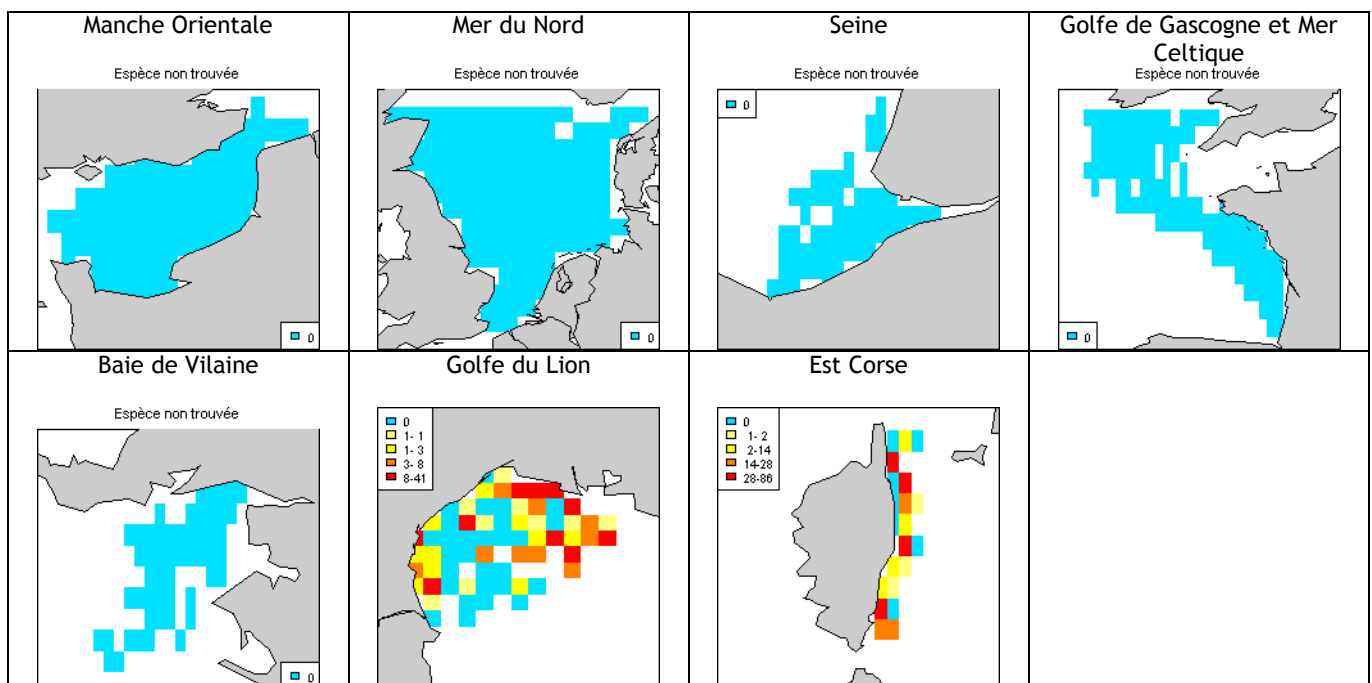 Manche Orientale
Espèce non trouvée
0
Mer du Nord
Espèce non trouvée
0
Seine
Espèce non trouvée
0
Golfe de Gascogne et Mer
Celtique
Espèce non trouvée
0
Baie de Vilaine
Espèce non trouvée
0
Golfe du Lion
0
1- 1
1- 3
3- 8
8-41
Est Corse
0
1- 2
2-14
14-28
28-86